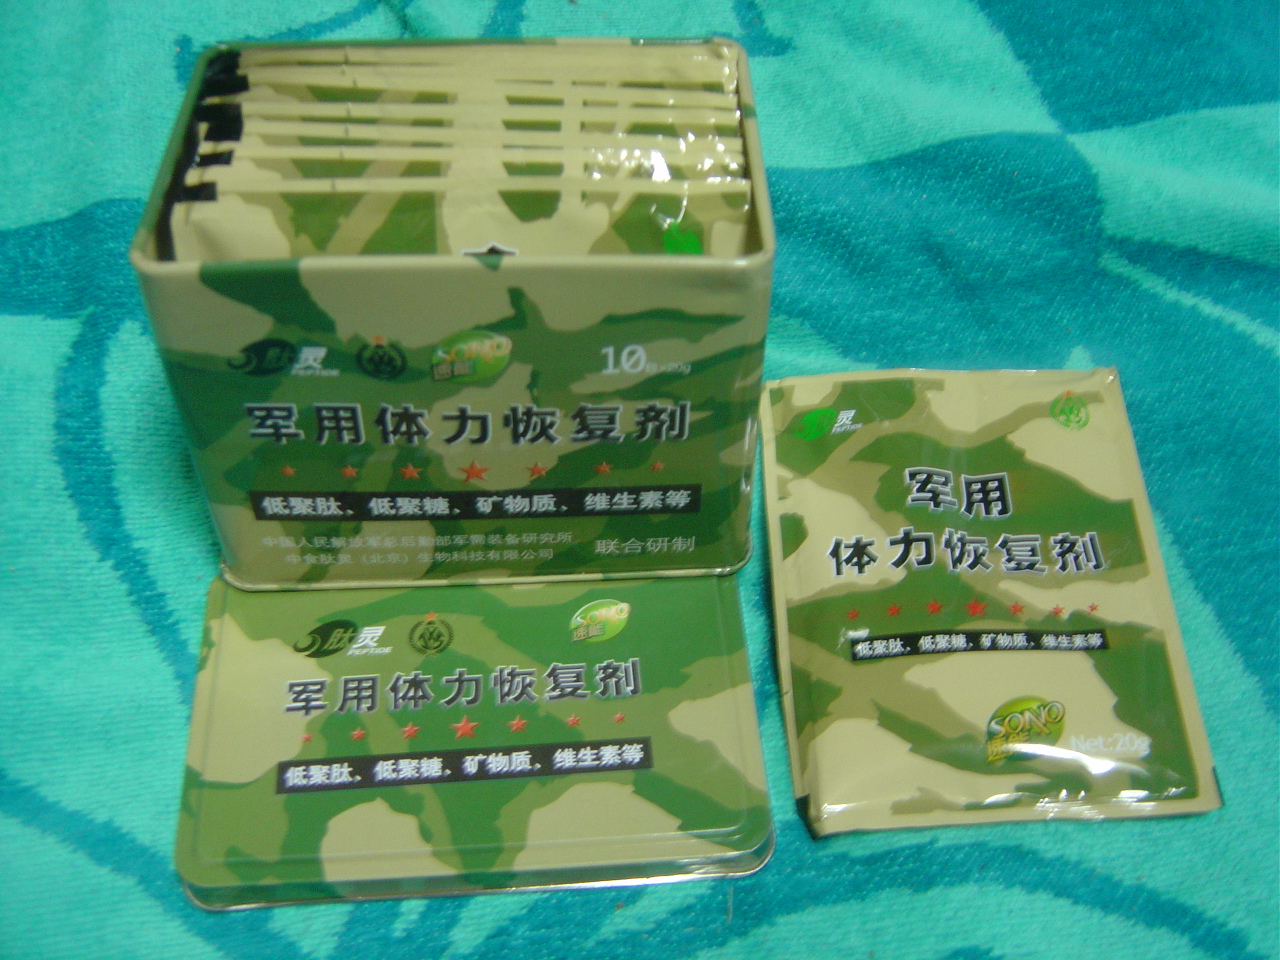 肽灵
PEPTIDE
SONO
速能
10袋×20g
军用体力恢复剂
低聚肽、低聚糖、矿物质、维生素等
中国人民解放军总后勤部军需装备研究所
中食肽灵（北京）生物科技有限公司
联合研制
肽灵
PEPTIDE
SONO
速能
军用体力恢复剂
低聚肽、低聚糖、矿物质、维生素等
灵
PEPTIDE
军用
体力恢复剂
低聚肽、低聚糖、矿物质、维生素等
SONO
速能
Net:20g